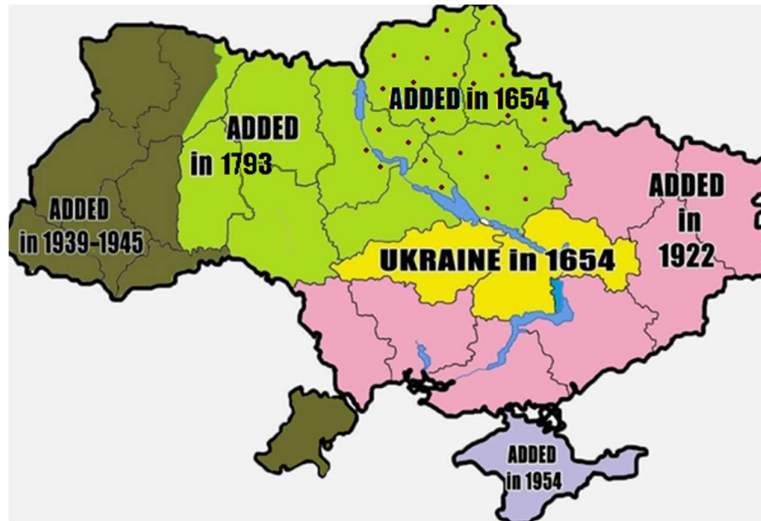 ADDED in 1654
ADDED
in 1793
ADDED
in 1922
ADDED
in 1939-1945
UKRAINE in 1654
ADDED
in 1954